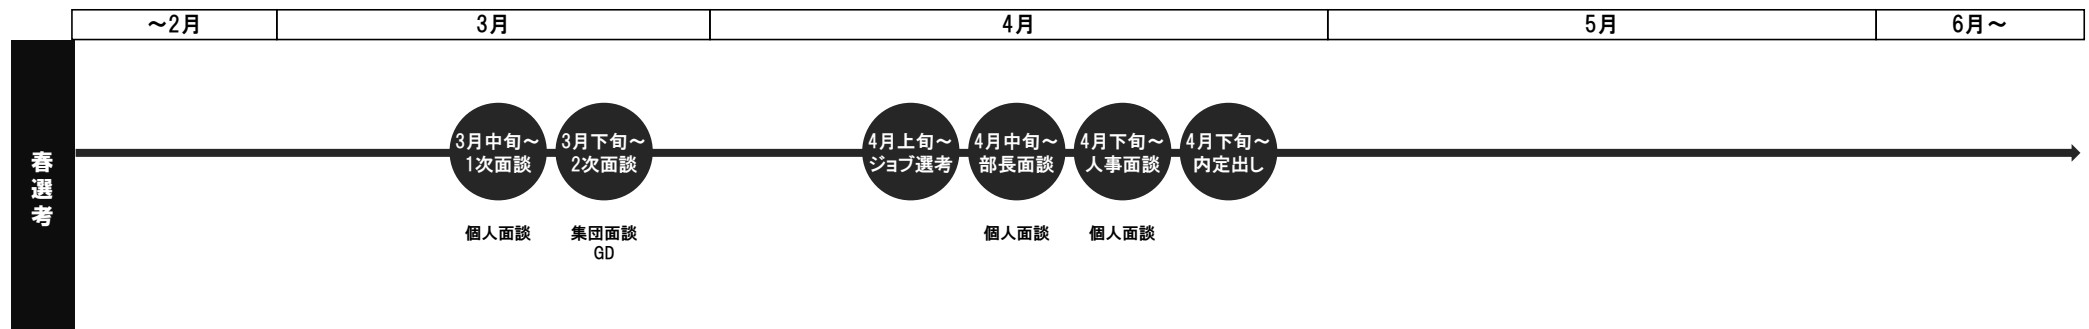 ～2月
3月
4月
5月
6月～
春選考
3月中旬～
1次面談
3月下旬～
2次面談
4月上旬～
ジョブ選考
4月中旬～
部長面談
4月下旬～
人事面談
4月下旬～
内定出し
個人面談
集団面談
GD
個人面談
個人面談